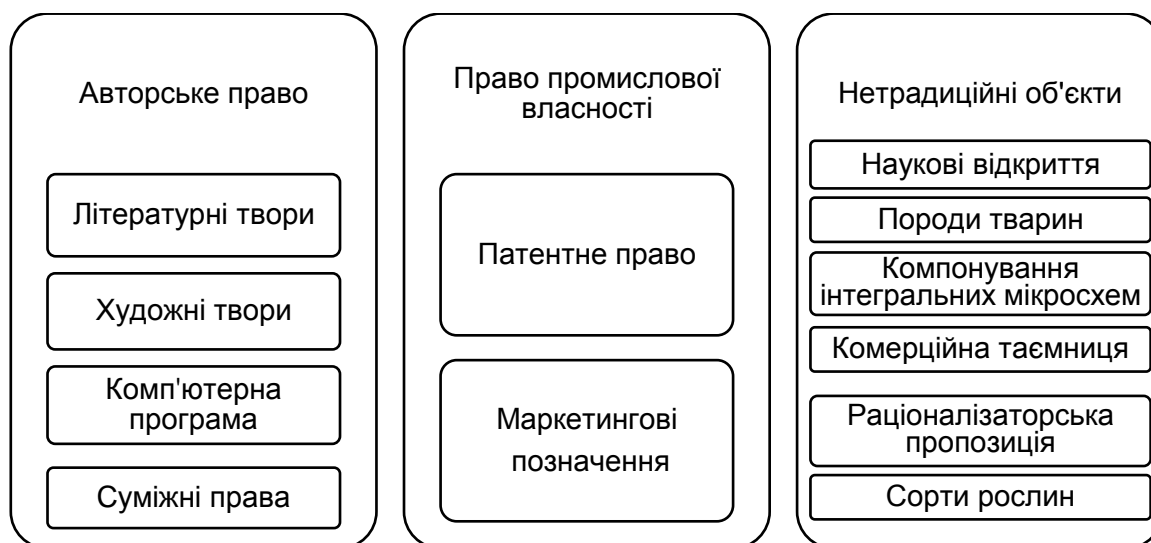 Авторське право
Літературні твори
Художні твори
Комп'ютерна
програма
Суміжні права
Право промислової
власності
Патентне право
Маркетингові
позначення
Нетрадиційні об'єкти
Наукові відкриття
Породи тварин
Компонування
інтегральних мікросхем
Комерційна таємниця
Раціоналізаторська
пропозиція
Сорти рослин